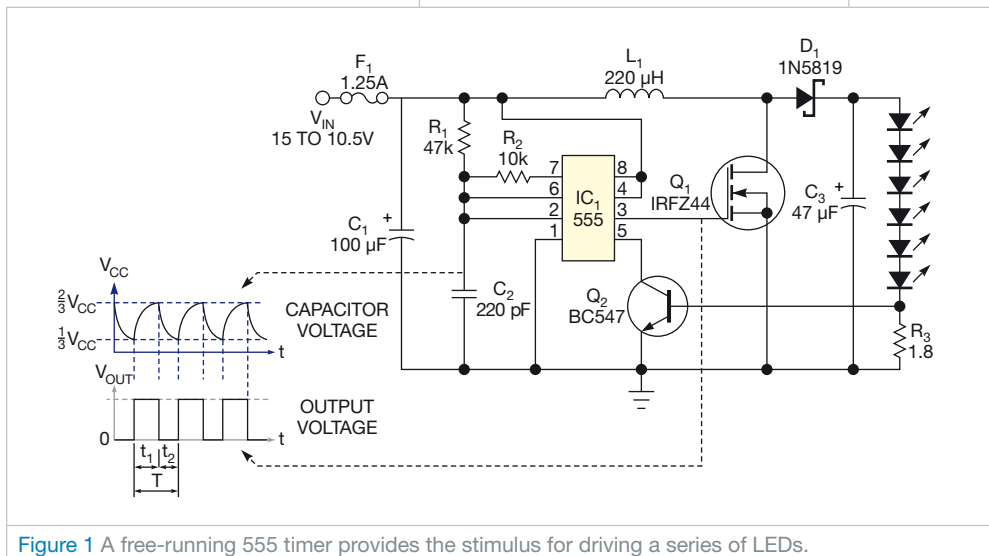 F1
1.25A
VIN
15 TO 10.5V
R1
47k
R2
10k
L1
220 µH
D1
1N5819
7
6
2
1
8
4
3
5
IC1
555
Q1
IRFZ44
C3
47 µF
+
C1
100 µF
+
C2
220 pF
Q2
BC547
R3
1.8
VCC
2/3VCC
1/3VCC
t
CAPACITOR
VOLTAGE
VOUT
0
t
t1
t2
T
OUTPUT
VOLTAGE
Figure 1 A free-running 555 timer provides the stimulus for driving a series of LEDs.